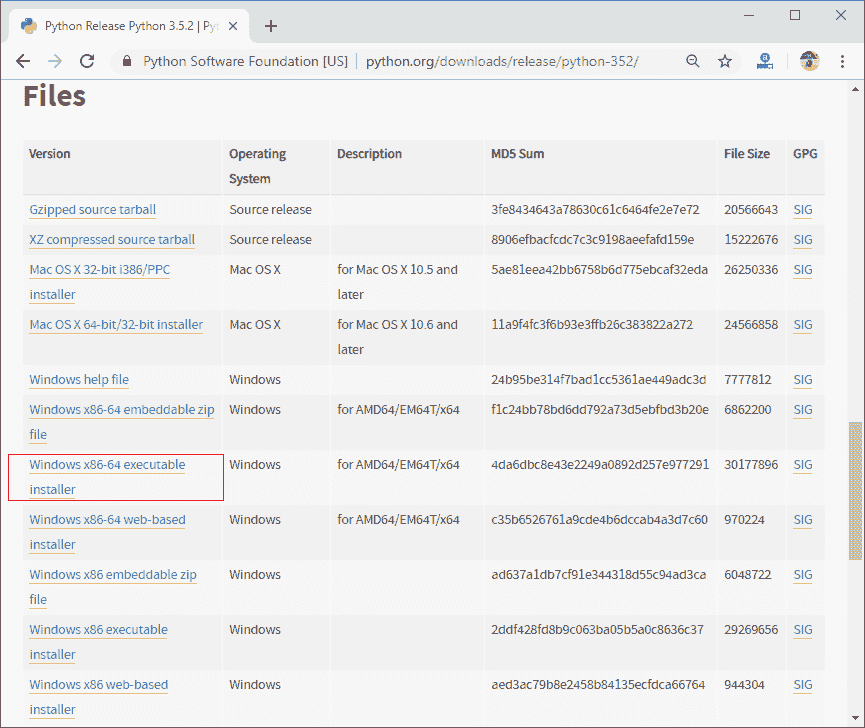 Python Release Python 3.5.2 | Pyt
Python Software Foundation [US] python.org/downloads/release/python-352/
Files
Version Operating System Description MD5 Sum File Size GPG
Gzipped source tarball Source release 3fe8434643a78630c61c6464fe2e7e72 20566643 SIG
XZ compressed source tarball Source release 8906efbacfcdc7c3c9198aeefafd159e 15222676 SIG
Mac OS X 32-bit i386/PPC installer Mac OS X for Mac OS X 10.5 and later 5ae81eea42bb6758b6d775ebcaf32eda 26250336 SIG
Mac OS X 64-bit/32-bit installer Mac OS X for Mac OS X 10.6 and later 11a9f4fc3f6b93e3ffb26c383822a272 24566858 SIG
Windows help file Windows 24b95be314f7bad1cc5361ae449adc3d 7777812 SIG
Windows x86-64 embeddable zip file Windows for AMD64/EM64T/x64 f1c24bb78bd6dd792a73d5ebfbd3b20e 6862200 SIG
Windows x86-64 executable installer Windows for AMD64/EM64T/x64 4da6dbc8e43e2249a0892d257e977291 30177896 SIG
Windows x86-64 web-based installer Windows for AMD64/EM64T/x64 c35b6526761a9cde4b6dccab4a3d7c60 970224 SIG
Windows x86 embeddable zip file Windows ad637a1db7cf91e344318d55c94ad3ca 6048722 SIG
Windows x86 executable installer Windows 2ddf428fd8b9c063ba05b5a0c8636c37 29269656 SIG
Windows x86 web-based installer Windows aed3ac79b8e2458b84135ecfdca66764 944304 SIG